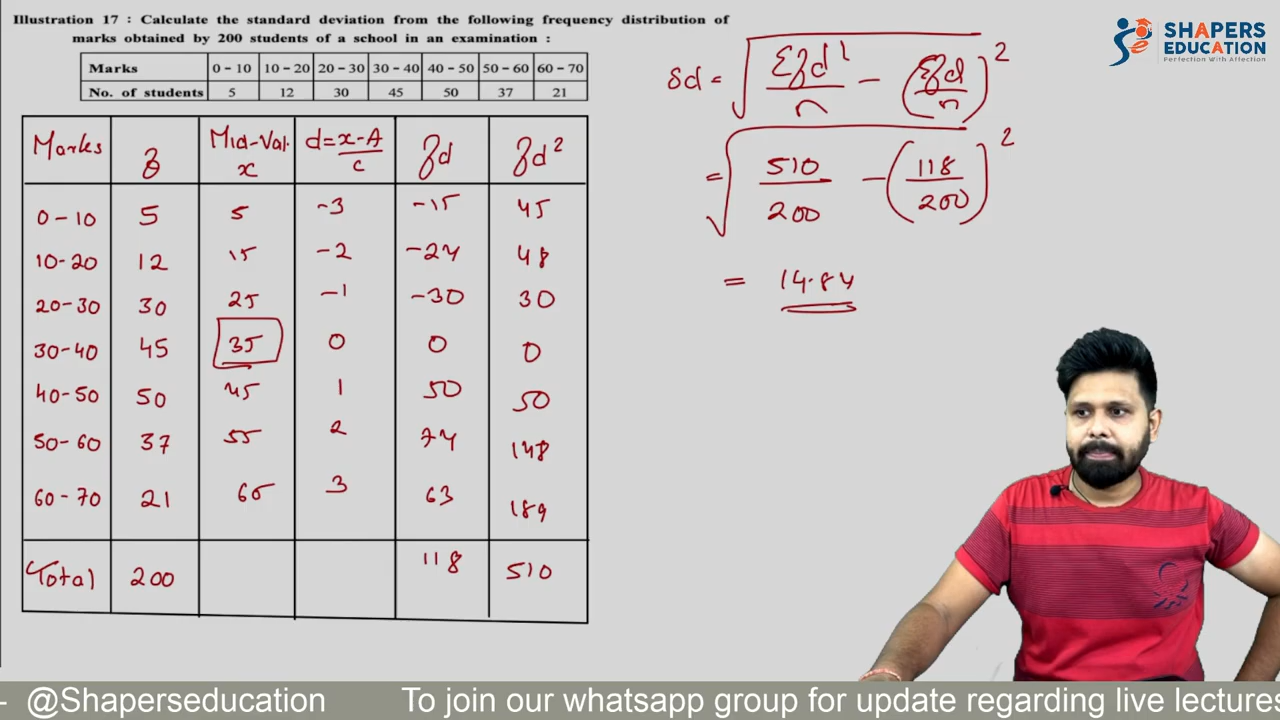 Illustration 17 : Calculate the standard deviation from the following frequency distribution of
marks obtained by 200 students of a school in an examination :
Marks 0-10 10-20 20-30 30-40 40-50 50-60 60-70
No. of students 5 12 30 45 50 37 21
Marks f Mid-Val. x d = x-A/c fd fd²
0-10 5 5 -3 -15 45
10-20 12 15 -2 -24 48
20-30 30 25 -1 -30 30
30-40 45 35 0 0 0
40-50 50 45 1 50 50
50-60 37 55 2 74 148
60-70 21 65 3 63 189
Total 200 118 510
Sd = √ Σfd²/n - (Σfd/n)²
= √ 510/200 - (118/200)²
= 14.84
SHAPERS
EDUCATION
Perfection With Affection
- @Shaperseducation To join our whatsapp group for update regarding live lectures